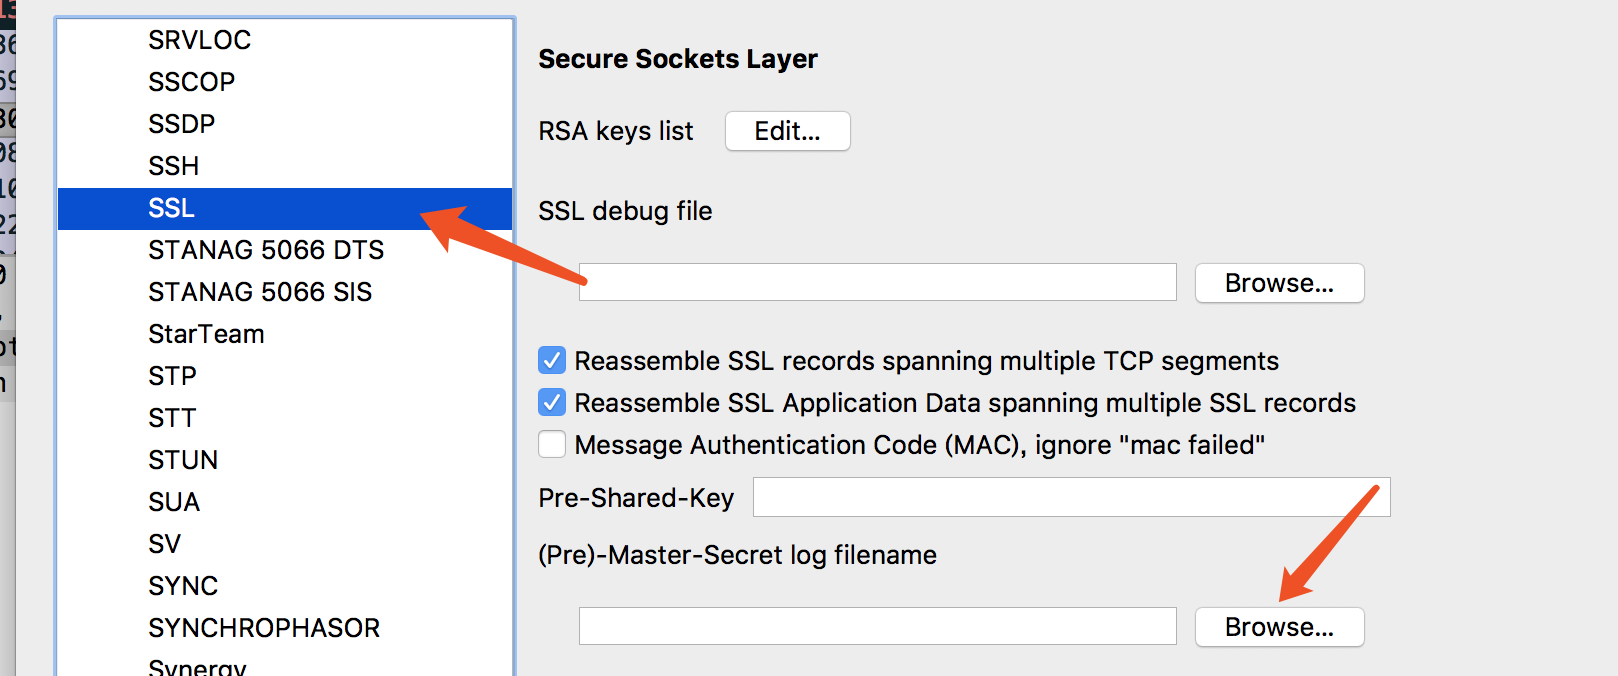 SRVLOC
SSCOP
SSDP
SSH
SSL
STANAG 5066 DTS
STANAG 5066 SIS
StarTeam
STP
STT
STUN
SUA
SV
SYNC
SYNCHROPHASOR
Synergy
Secure Sockets Layer
RSA keys list Edit...
SSL debug file
Browse...
Reassemble SSL records spanning multiple TCP segments
Reassemble SSL Application Data spanning multiple SSL records
Message Authentication Code (MAC), ignore "mac failed"
Pre-Shared-Key
(Pre)-Master-Secret log filename
Browse...